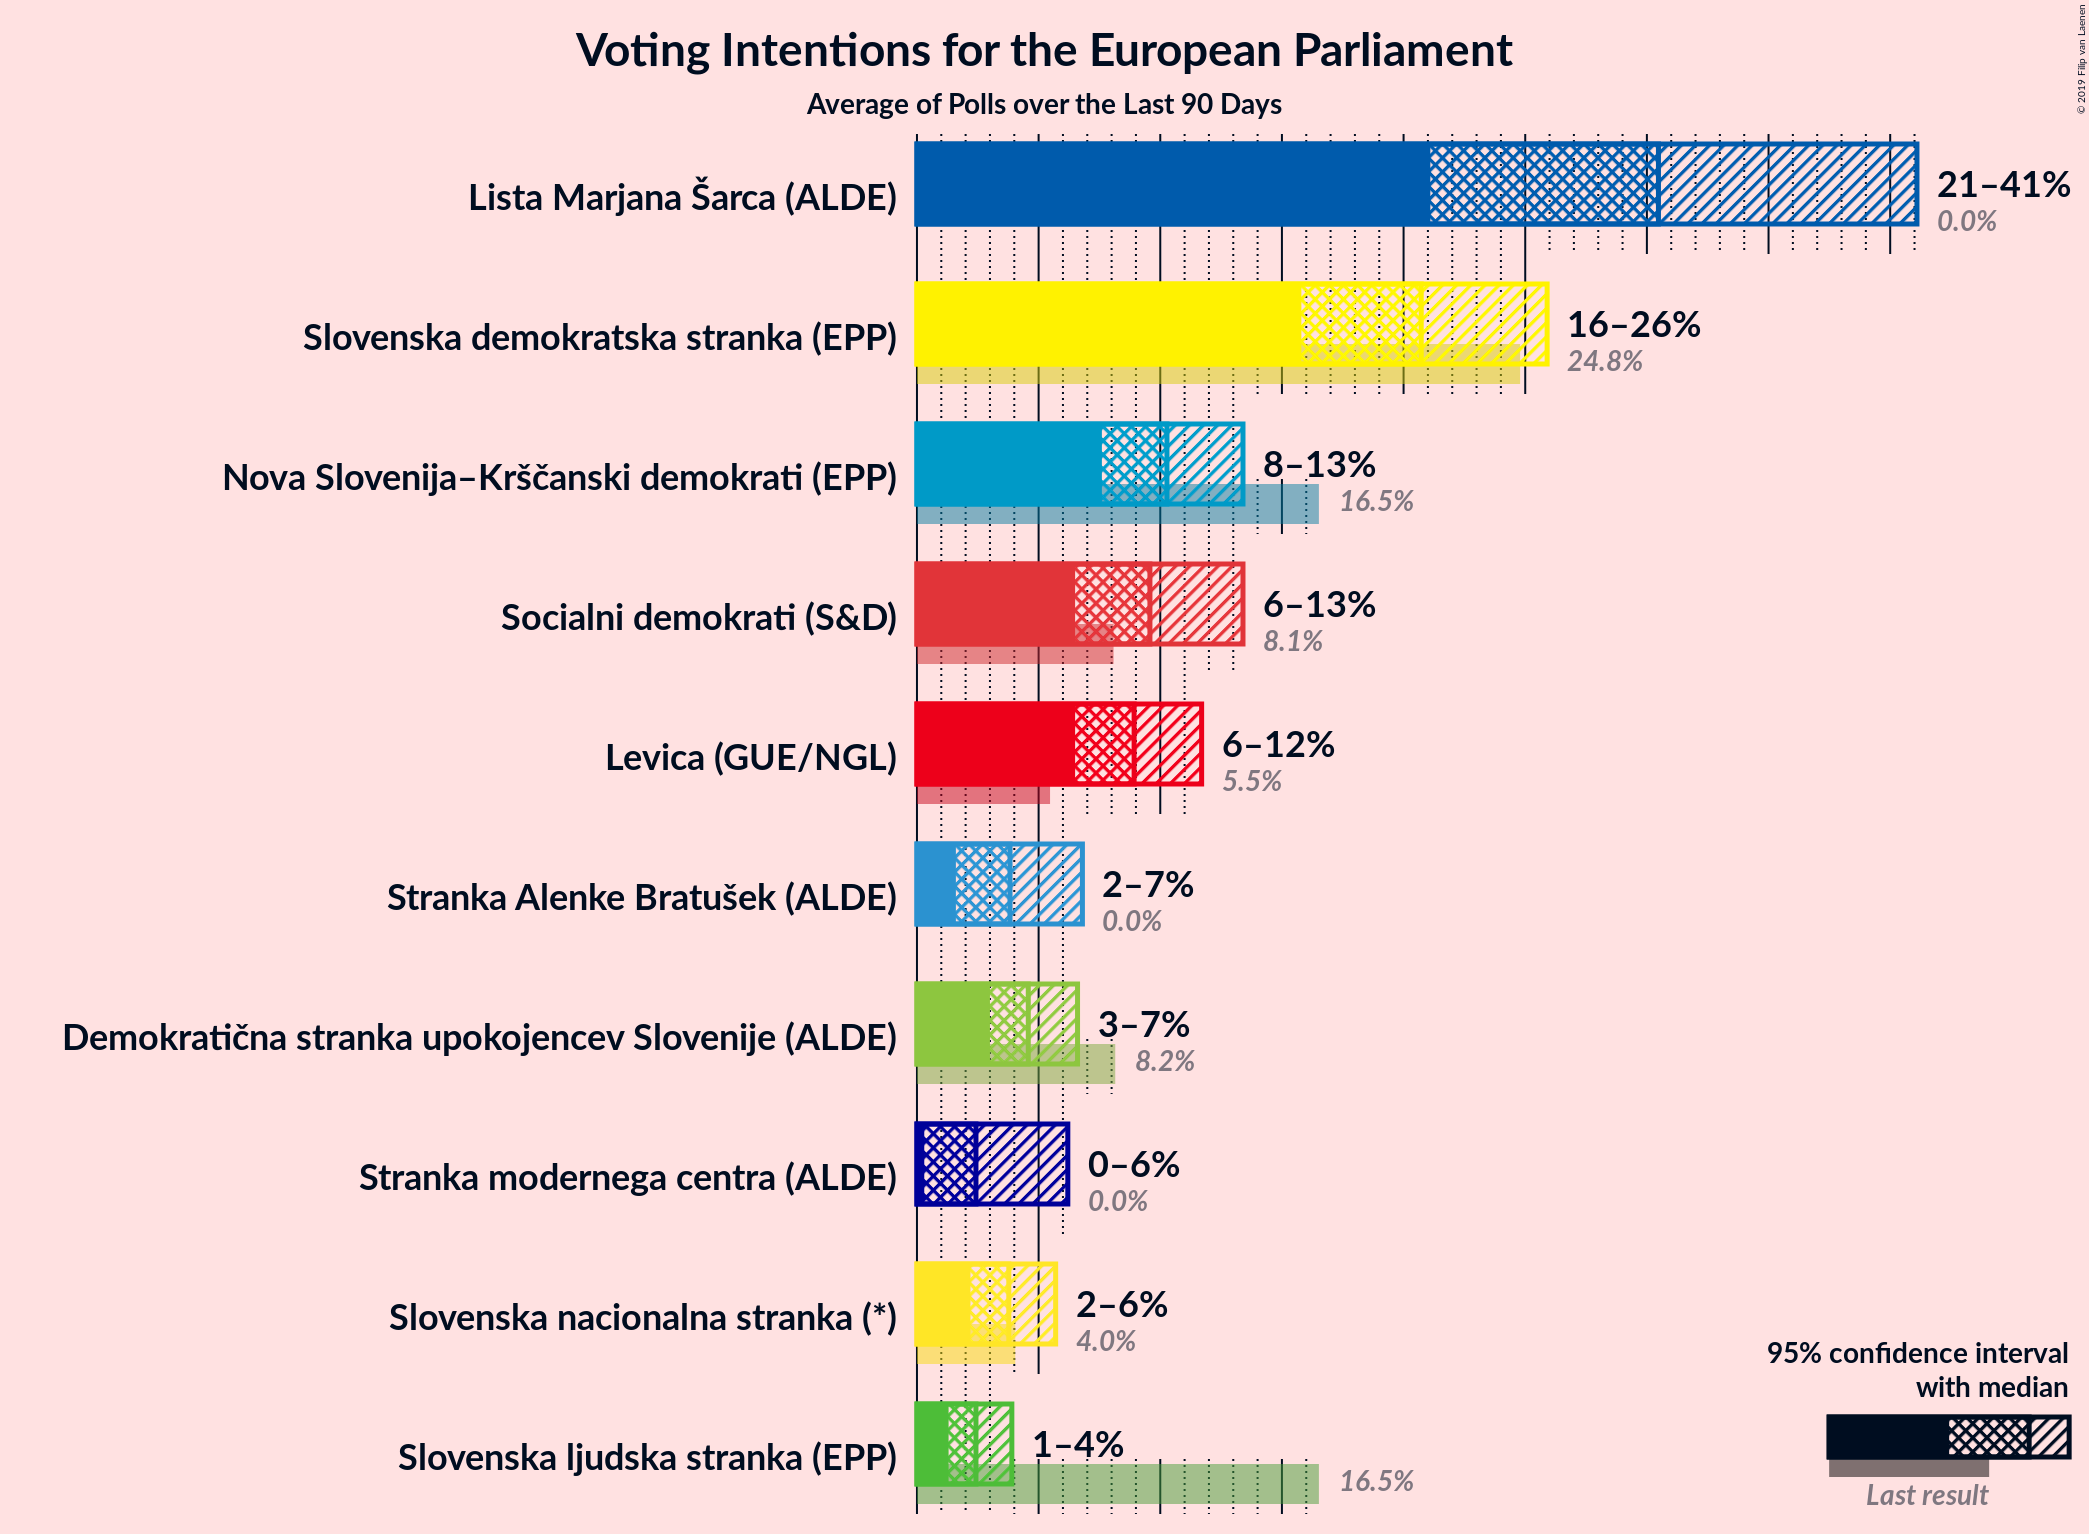 Voting Intentions for the European Parliament
Average of Polls over the Last 90 Days
© 2019 Filip van Laenen
Lista Marjana Šarca (ALDE)
21–41%
0.0%
Slovenska demokratska stranka (EPP)
16–26%
24.8%
Nova Slovenija–Krščanski demokrati (EPP)
8–13%
16.5%
Socialni demokrati (S&D)
6–13%
8.1%
Levica (GUE/NGL)
6–12%
5.5%
Stranka Alenke Bratušek (ALDE)
2–7%
0.0%
Demokratična stranka upokojencev Slovenije (ALDE)
3–7%
8.2%
Stranka modernega centra (ALDE)
0–6%
0.0%
Slovenska nacionalna stranka (*)
2–6%
4.0%
Slovenska ljudska stranka (EPP)
1–4%
16.5%
95% confidence interval
with median
Last result